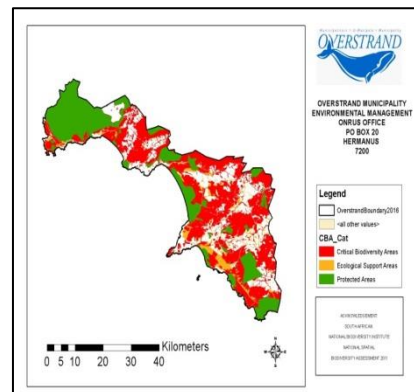 OVERSTRAND
OVERSTRAND MUNICIPALITY
ENVIRONMENTAL MANAGEMENT
ONRUS OFFICE
PO BOX 20
HERMANUS
7200
Legend
OverstrandBoundary2016
<all other values>
CBA_Cat
Critical Biodiversity Areas
Ecological Support Areas
Protected Areas
0 5 10 20 30 40
Kilometers
ACKNOWLEDGEMENT
SOUTH AFRICAN
NATIONAL BIODIVERSITY INSTITUTE
NATIONAL SPATIAL
BIODIVERSITY ASSESSMENT 2011